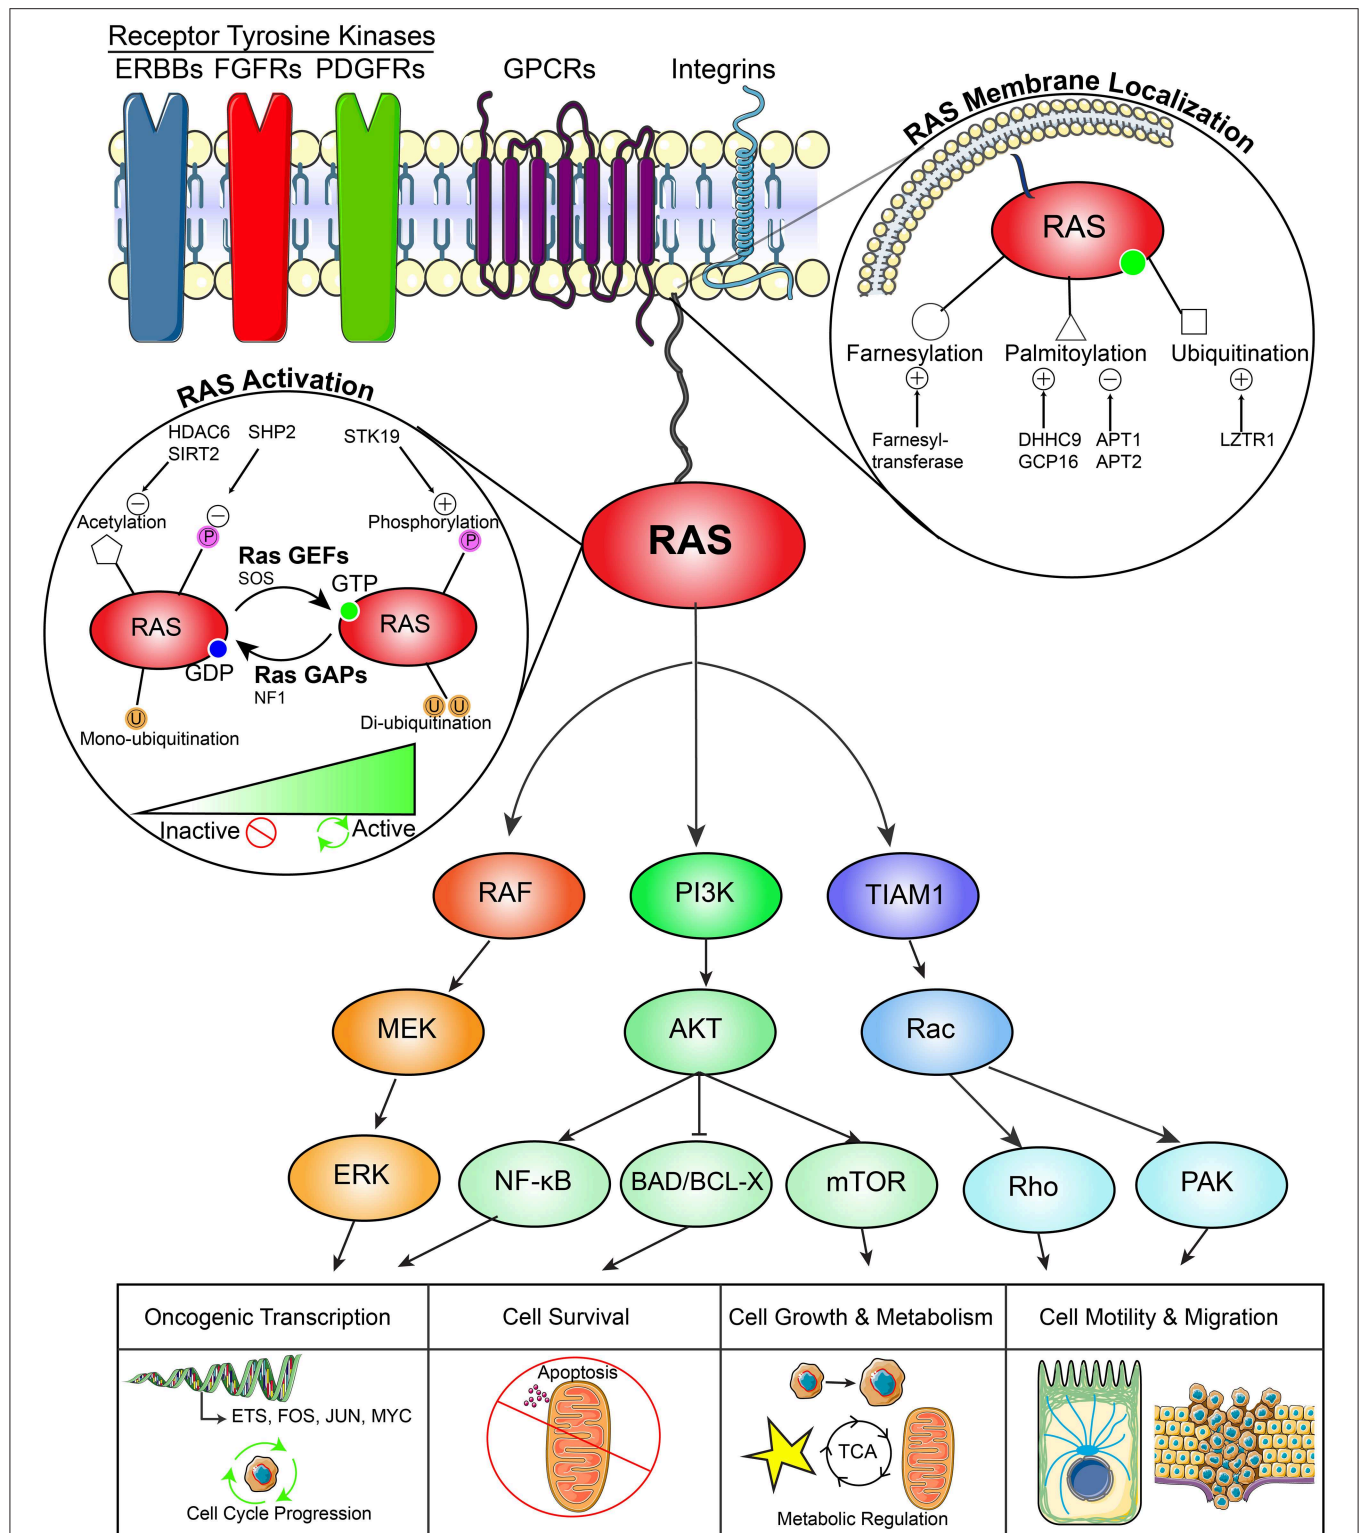 Receptor Tyrosine Kinases
ERBBs FGFRs PDGFRs
GPCRs
Integrins
RAS Membrane Localization
RAS
Farnesylation
Palmitoylation
Ubiquitination
+
+
−
+
Farnesyl-
transferase
DHHC9
GCP16
APT1
APT2
LZTR1
RAS Activation
HDAC6
SIRT2
SHP2
STK19
−
−
+
Acetylation
P
Phosphorylation
P
Ras GEFs
SOS
GTP
RAS
RAS
GDP
Ras GAPs
NF1
U
U U
Mono-ubiquitination
Di-ubiquitination
Inactive
Active
RAS
RAF
PI3K
TIAM1
MEK
AKT
Rac
ERK
NF-κB
BAD/BCL-X
mTOR
Rho
PAK
Oncogenic Transcription
Cell Survival
Cell Growth & Metabolism
Cell Motility & Migration
ETS, FOS, JUN, MYC
Cell Cycle Progression
Apoptosis
TCA
Metabolic Regulation